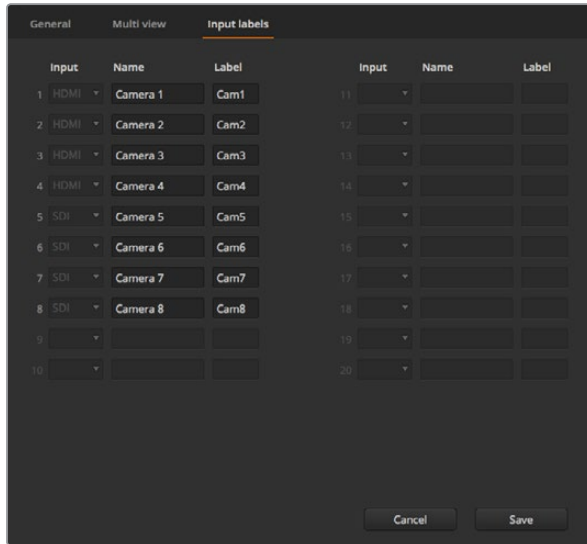 General Multi view Input labels
Input Name Label Input Name Label
1 HDMI Camera 1 Cam1 11
2 HDMI Camera 2 Cam2 12
3 HDMI Camera 3 Cam3 13
4 HDMI Camera 4 Cam4 14
5 SDI Camera 5 Cam5 15
6 SDI Camera 6 Cam6 16
7 SDI Camera 7 Cam7 17
8 SDI Camera 8 Cam8 18
9 19
10 20
Cancel Save